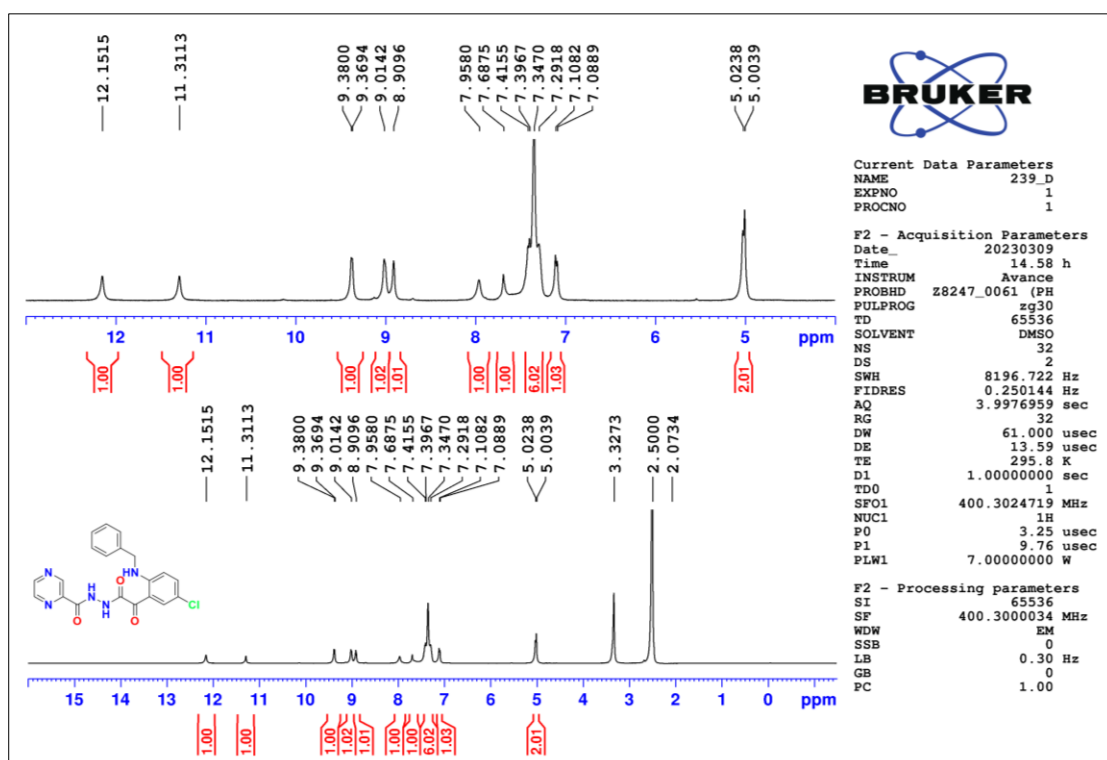 12.1515
11.3113
9.3800
9.3694
9.0142
8.9096
7.9580
7.6875
7.4155
7.3967
7.3470
7.2918
7.1082
7.0889
5.0238
5.0039
12 11 10 9 8 7 6 5 ppm
1.00 1.00 1.00 1.02 1.01 1.00 1.00 6.02 1.03 2.01
12.1515
11.3113
9.3800
9.3694
9.0142
8.9096
7.9580
7.6875
7.4155
7.3967
7.3470
7.2918
7.1082
7.0889
5.0238
5.0039
3.3273
2.5000
2.0734
N
N
H
N
N
H
O
O
O
HN
Cl
15 14 13 12 11 10 9 8 7 6 5 4 3 2 1 0 ppm
1.00 1.00 1.00 1.02 1.01 1.00 1.00 6.02 1.03 2.01
BRUKER
Current Data Parameters
NAME 239_D
EXPNO 1
PROCNO 1
F2 - Acquisition Parameters
Date_ 20230309
Time 14.58 h
INSTRUM Avance
PROBHD Z8247_0061 (PH
PULPROG zg30
TD 65536
SOLVENT DMSO
NS 32
DS 2
SWH 8196.722 Hz
FIDRES 0.250144 Hz
AQ 3.9976959 sec
RG 32
DW 61.000 usec
DE 13.59 usec
TE 295.8 K
D1 1.00000000 sec
TD0 1
SFO1 400.3024719 MHz
NUC1 1H
P0 3.25 usec
P1 9.76 usec
PLW1 7.00000000 W
F2 - Processing parameters
SI 65536
SF 400.3000034 MHz
WDW EM
SSB 0
LB 0.30 Hz
GB 0
PC 1.00